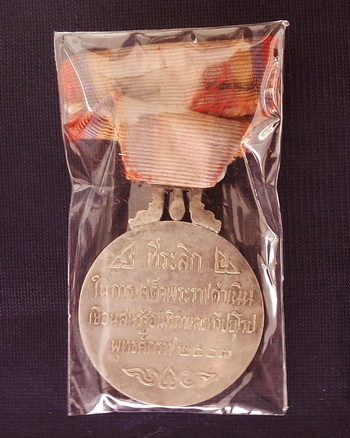 ที่ระลึก
ในการเสด็จพระราชดำเนิน
เยือนสหรัฐอเมริกาและยุโรป
พุทธศักราช ๒๕๐๓